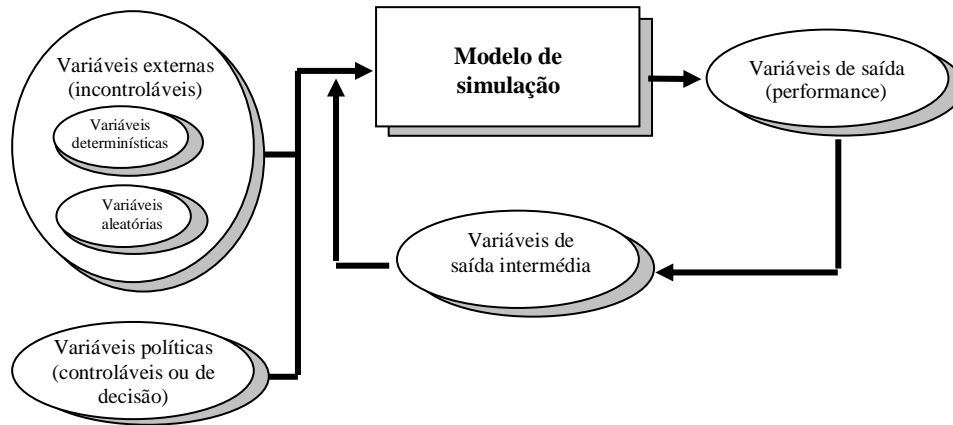 Variáveis externas
(incontroláveis)
Variáveis
determinísticas
Variáveis
aleatórias
Variáveis políticas
(controláveis ou de
decisão)
Modelo de
simulação
Variáveis de saída
(performance)
Variáveis de
saída intermédia